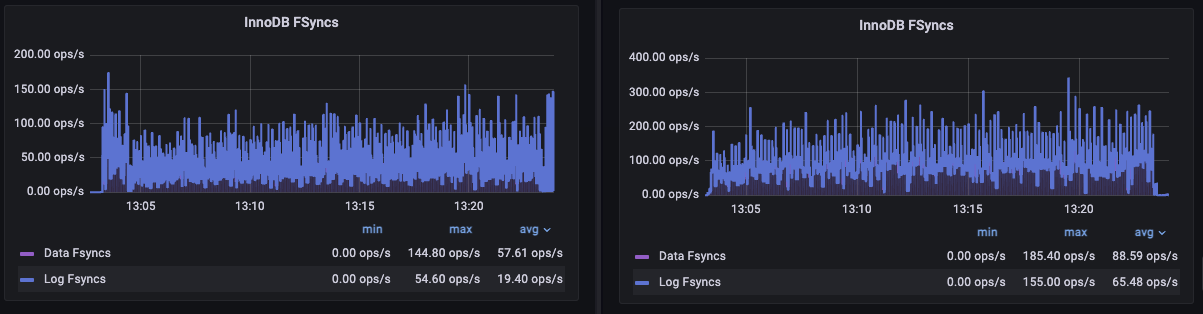 InnoDB FSyncs
200.00 ops/s
150.00 ops/s
100.00 ops/s
50.00 ops/s
0.00 ops/s
13:05 13:10 13:15 13:20
min max avg
Data Fsyncs 0.00 ops/s 144.80 ops/s 57.61 ops/s
Log Fsyncs 0.00 ops/s 54.60 ops/s 19.40 ops/s
InnoDB FSyncs
400.00 ops/s
300.00 ops/s
200.00 ops/s
100.00 ops/s
0.00 ops/s
13:05 13:10 13:15 13:20
min max avg
Data Fsyncs 0.00 ops/s 185.40 ops/s 88.59 ops/s
Log Fsyncs 0.00 ops/s 155.00 ops/s 65.48 ops/s